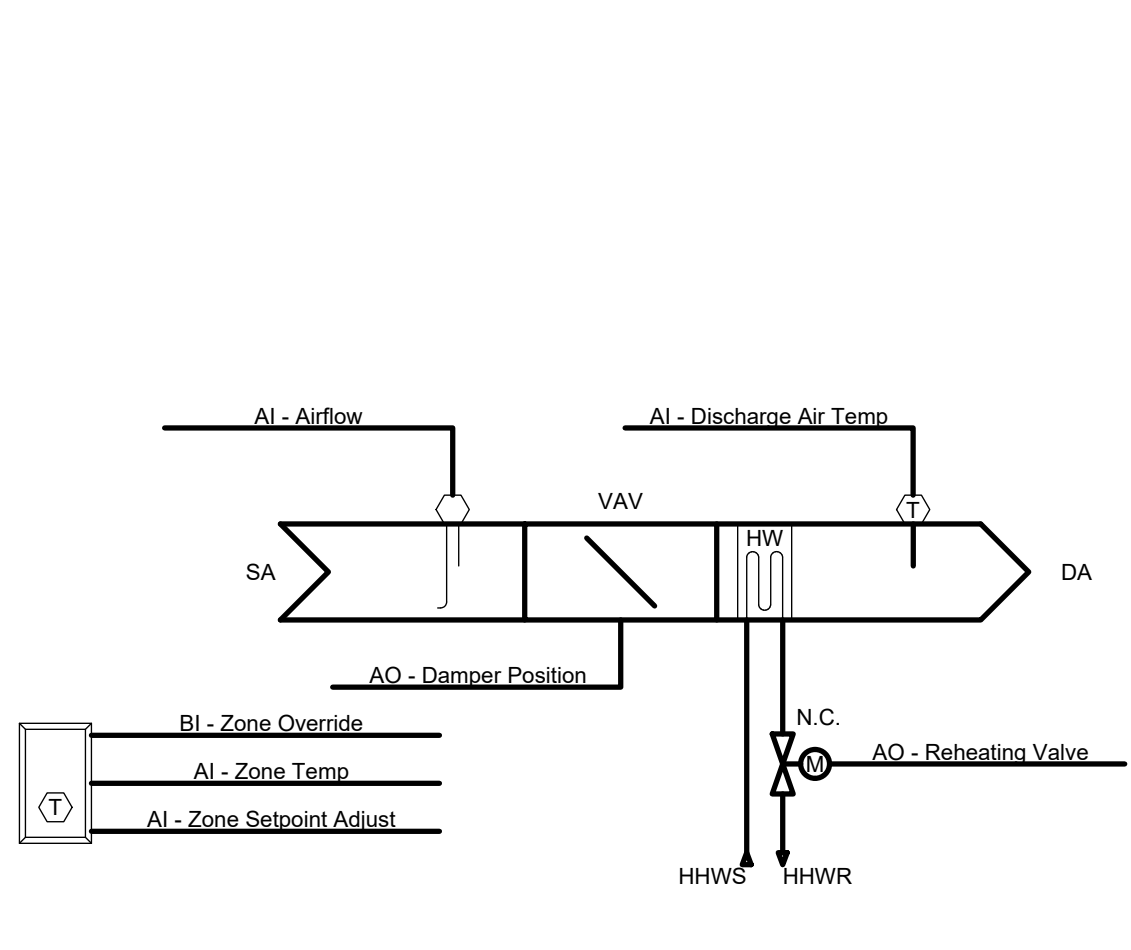 AI - Airflow
AI - Discharge Air Temp
VAV
T
HW
SA
DA
AO - Damper Position
BI - Zone Override
N.C.
AI - Zone Temp
M
AO - Reheating Valve
T
AI - Zone Setpoint Adjust
HHWS
HHWR